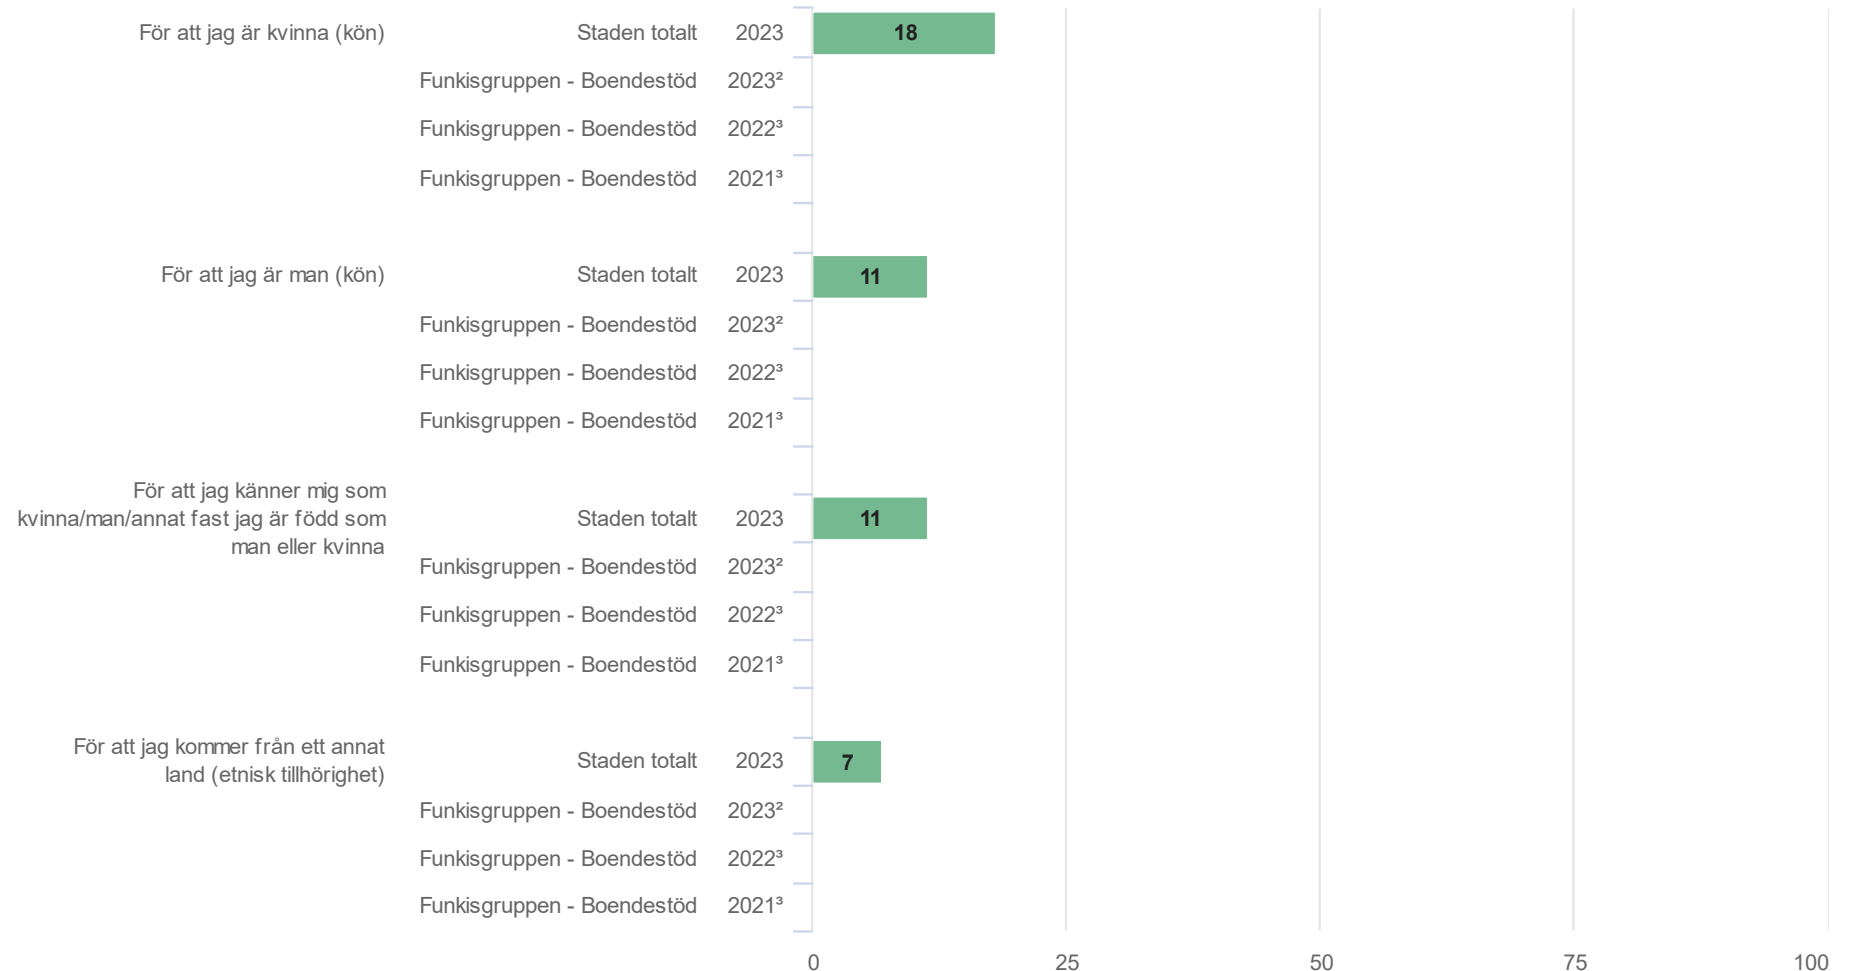 För att jag är kvinna (kön) Staden totalt 2023 18
Funkisgruppen - Boendestöd 2023²
Funkisgruppen - Boendestöd 2022³
Funkisgruppen - Boendestöd 2021³
För att jag är man (kön) Staden totalt 2023 11
Funkisgruppen - Boendestöd 2023²
Funkisgruppen - Boendestöd 2022³
Funkisgruppen - Boendestöd 2021³
För att jag känner mig som
kvinna/man/annat fast jag är född som Staden totalt 2023 11
man eller kvinna
Funkisgruppen - Boendestöd 2023²
Funkisgruppen - Boendestöd 2022³
Funkisgruppen - Boendestöd 2021³
För att jag kommer från ett annat
land (etnisk tillhörighet) Staden totalt 2023 7
Funkisgruppen - Boendestöd 2023²
Funkisgruppen - Boendestöd 2022³
Funkisgruppen - Boendestöd 2021³
0 25 50 75 100